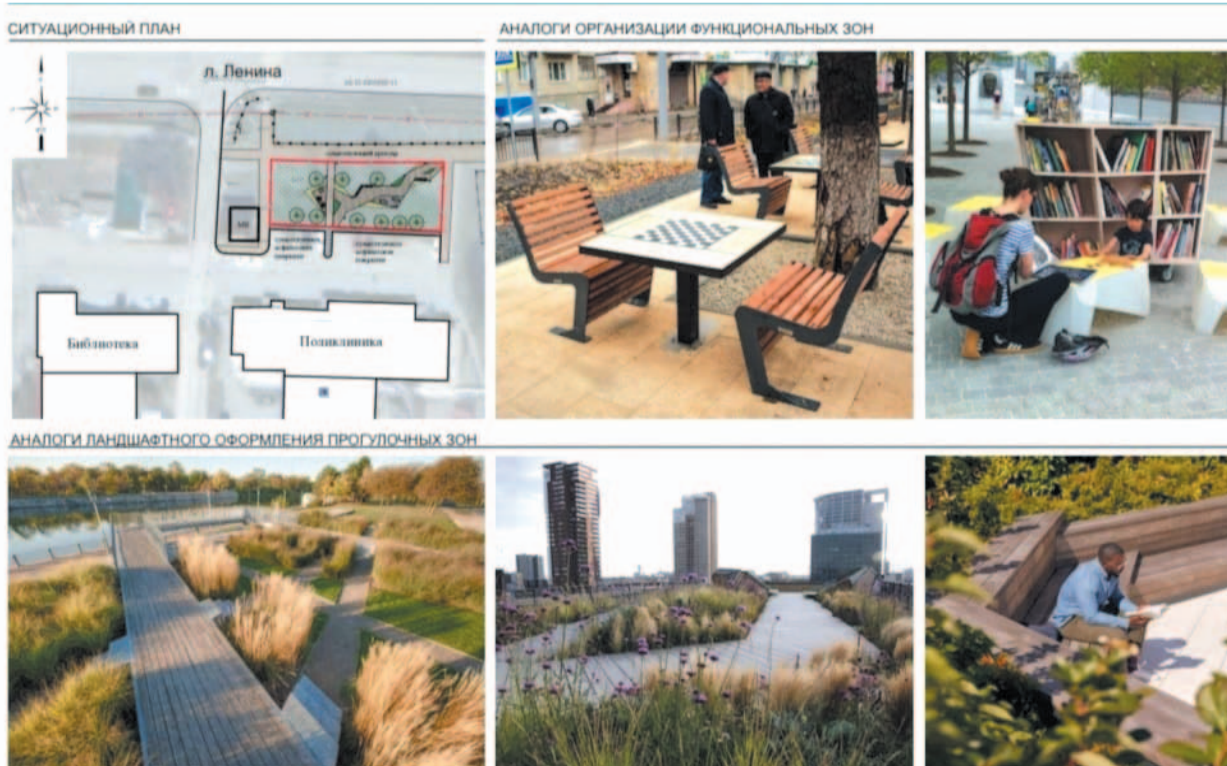 СИТУАЦИОННЫЙ ПЛАН
АНАЛОГИ ОРГАНИЗАЦИИ ФУНКЦИОНАЛЬНЫХ ЗОН
л. Ленина
Библиотека
Поликлиника
АНАЛОГИ ЛАНДШАФТНОГО ОФОРМЛЕНИЯ ПРОГУЛОЧНЫХ ЗОН